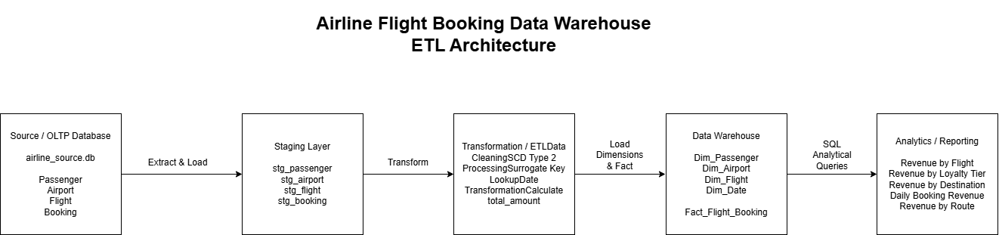 Airline Flight Booking Data Warehouse
ETL Architecture
Source / OLTP Database
airline_source.db
Passenger
Airport
Flight
Booking
Extract & Load
Staging Layer
stg_passenger
stg_airport
stg_flight
stg_booking
Transform
Transformation / ETLData
CleaningSCD Type 2
ProcessingSurrogate Key
LookupDate
TransformationCalculate
total_amount
Load
Dimensions
& Fact
Data Warehouse
Dim_Passenger
Dim_Airport
Dim_Flight
Dim_Date
Fact_Flight_Booking
SQL
Analytical
Queries
Analytics / Reporting
Revenue by Flight
Revenue by Loyalty Tier
Revenue by Destination
Daily Booking Revenue
Revenue by Route